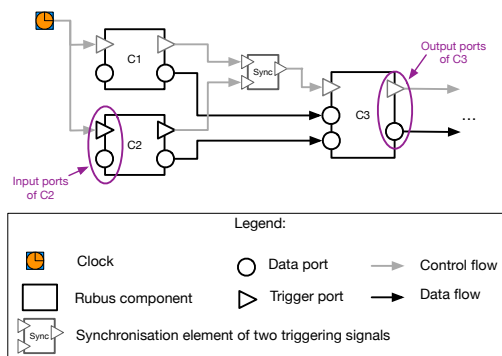 Output ports
of C3
C1
Sync
C3
C2
...
Input ports
of C2
Legend:
Clock
Data port
Control flow
Rubus component
Trigger port
Data flow
Sync
Synchronisation element of two triggering signals